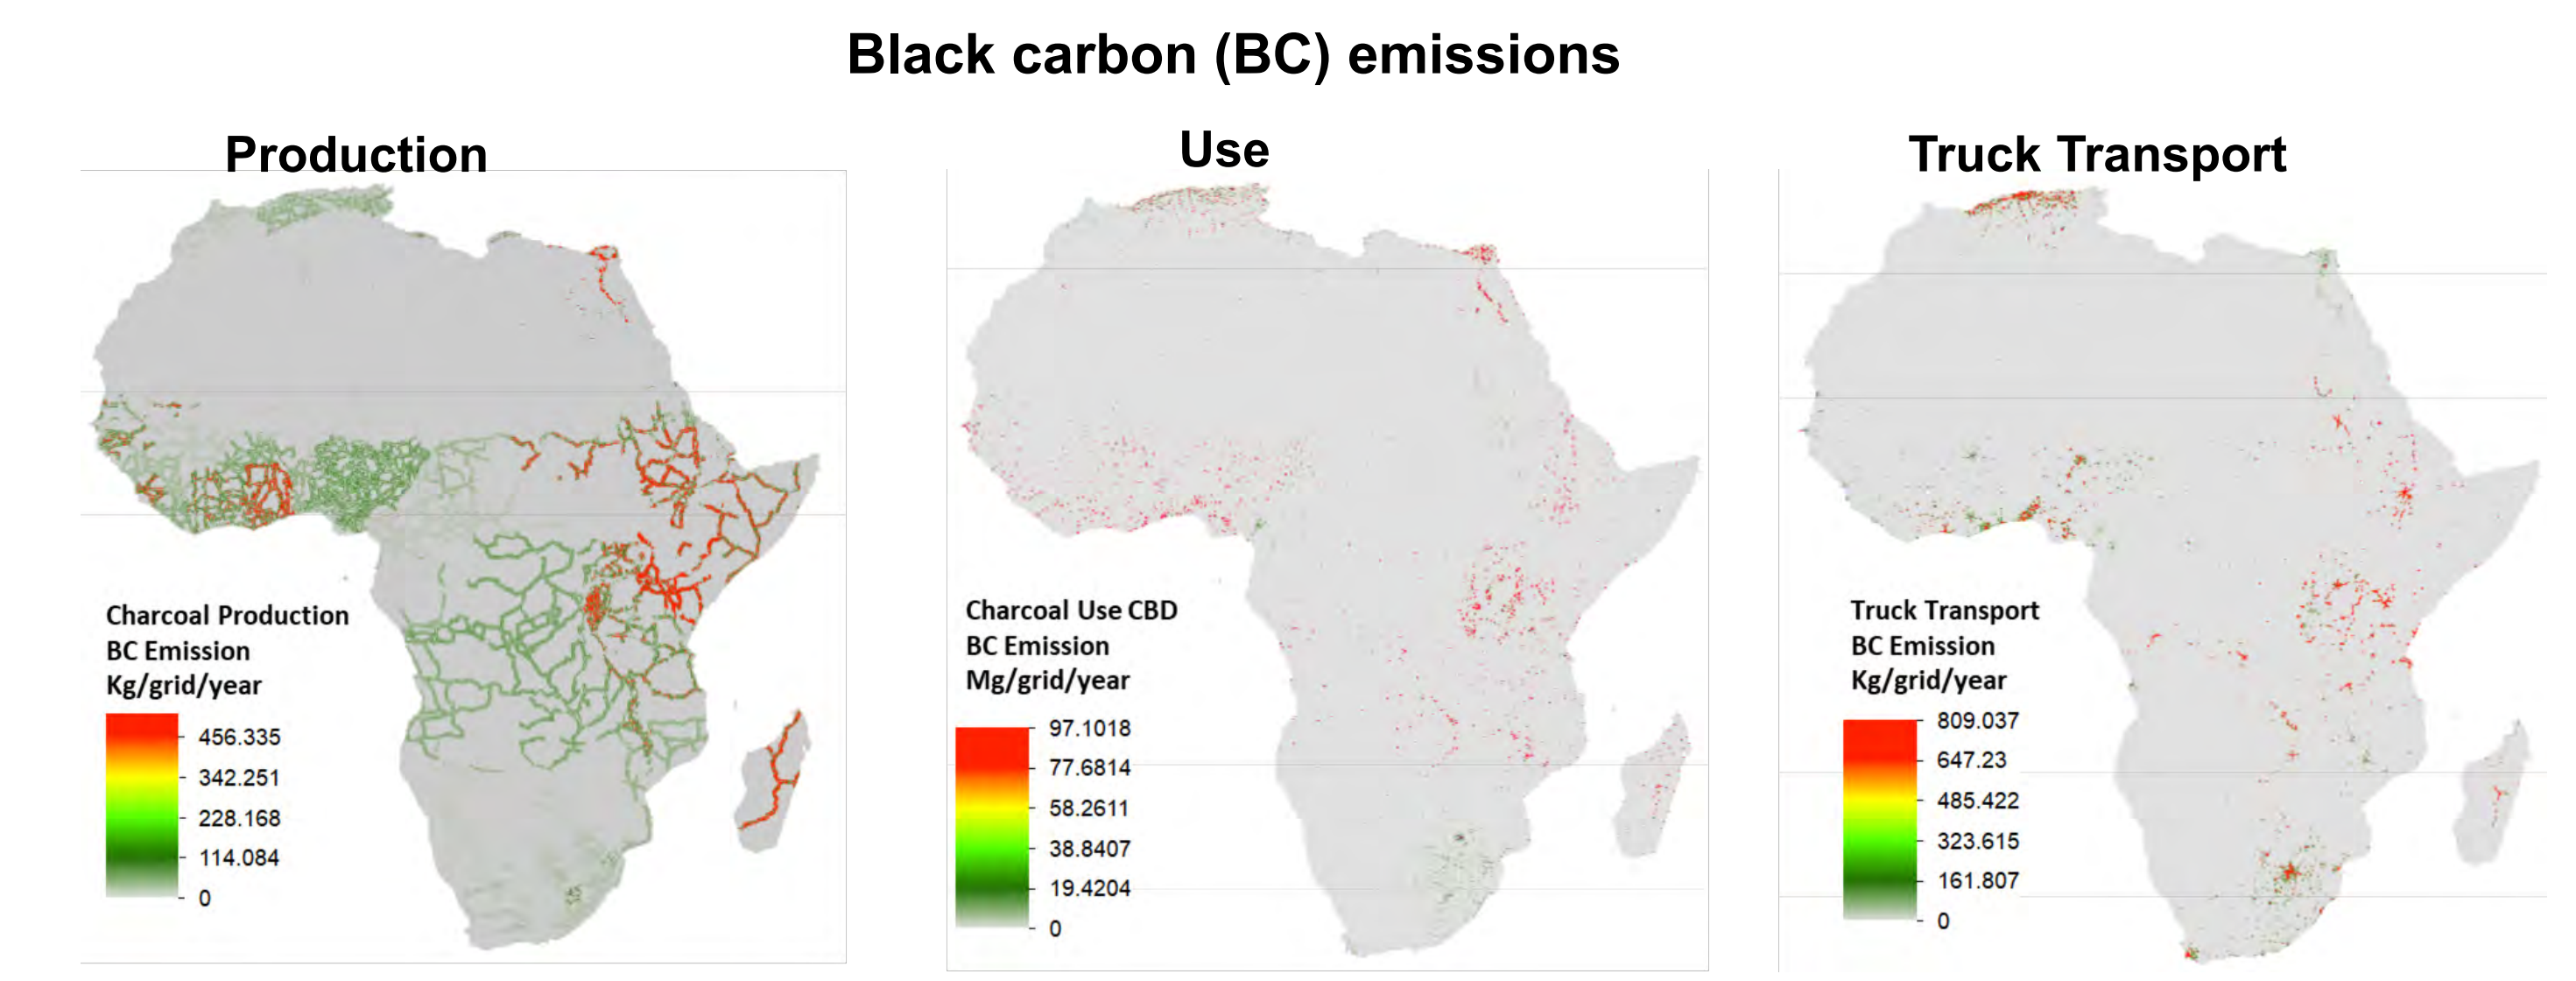 Black carbon (BC) emissions
Production
Use
Truck Transport
Charcoal Production
BC Emission
Kg/grid/year
456.335
342.251
228.168
114.084
0
Charcoal Use CBD
BC Emission
Mg/grid/year
97.1018
77.6814
58.2611
38.8407
19.4204
0
Truck Transport
BC Emission
Kg/grid/year
809.037
647.23
485.422
323.615
161.807
0